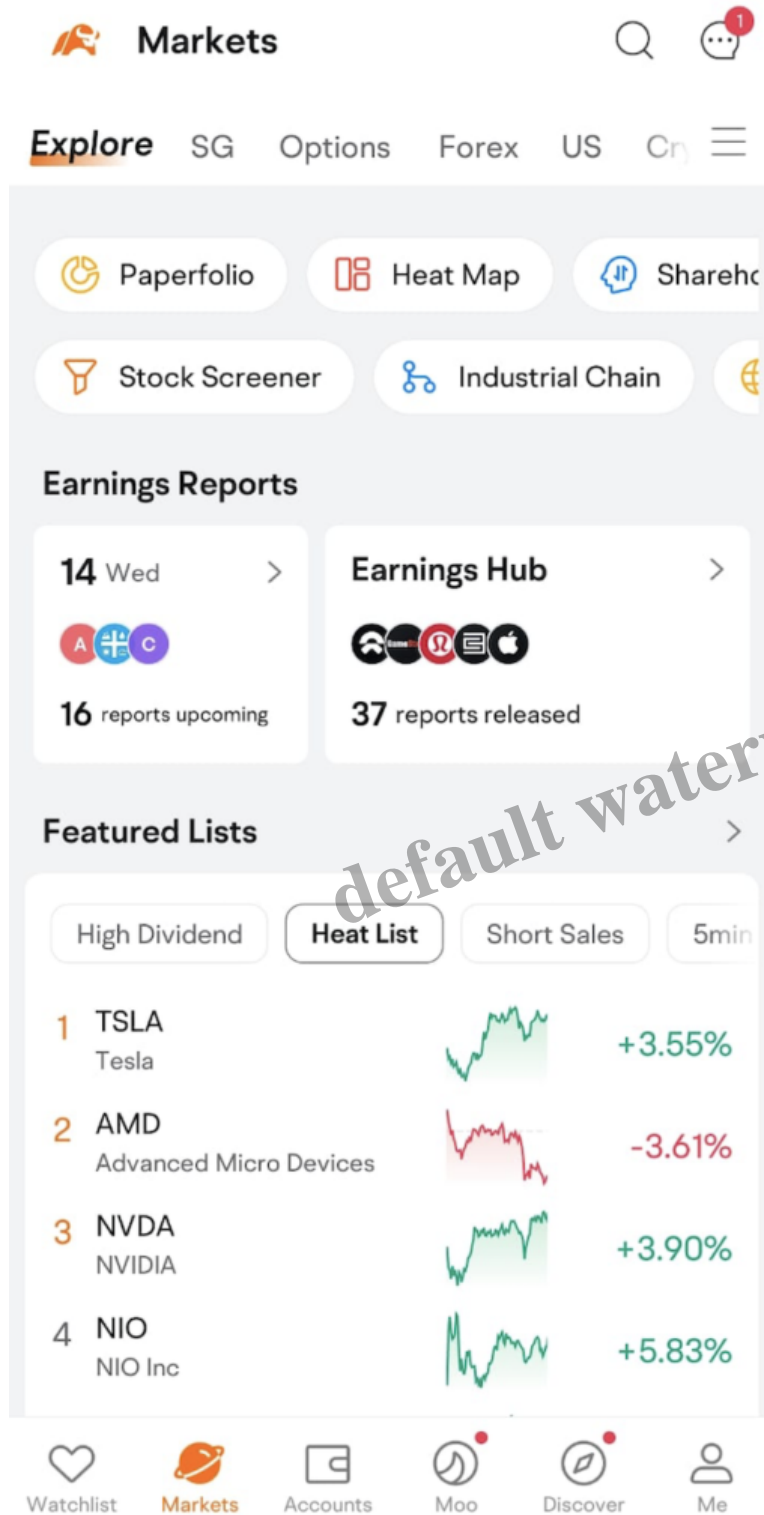 Markets
1
Explore SG Options Forex US
Paperfolio Heat Map
Stock Screener Industrial Chain
Earnings Reports
14 Wed
A C
16 reports upcoming
Earnings Hub
37 reports released
default
Featured Lists
High Dividend Heat List Short Sales 5min
1 TSLA
Tesla
+3.55%
2 AMD
Advanced Micro Devices
-3.61%
3 NVDA
NVIDIA
+3.90%
4 NIO
NIO Inc
+5.83%
Watchlist Markets Accounts Moo Discover Me